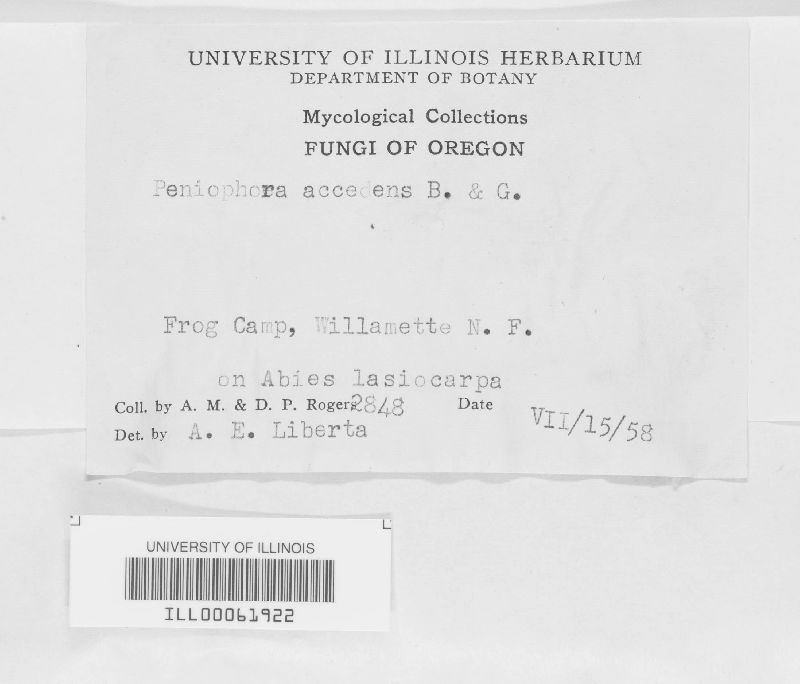 UNIVERSITY OF ILLINOIS HERBARIUM
DEPARTMENT OF BOTANY
Mycological Collections
FUNGI OF OREGON
Peniophora accedens B. & G.
Frog Camp, Willamette N. F.
on Abies lasiocarpa
Coll. by A. M. & D. P. Rogers 2848 Date VII/15/58
Det. by A. E. Liberta
UNIVERSITY OF ILLINOIS
ILL00061922